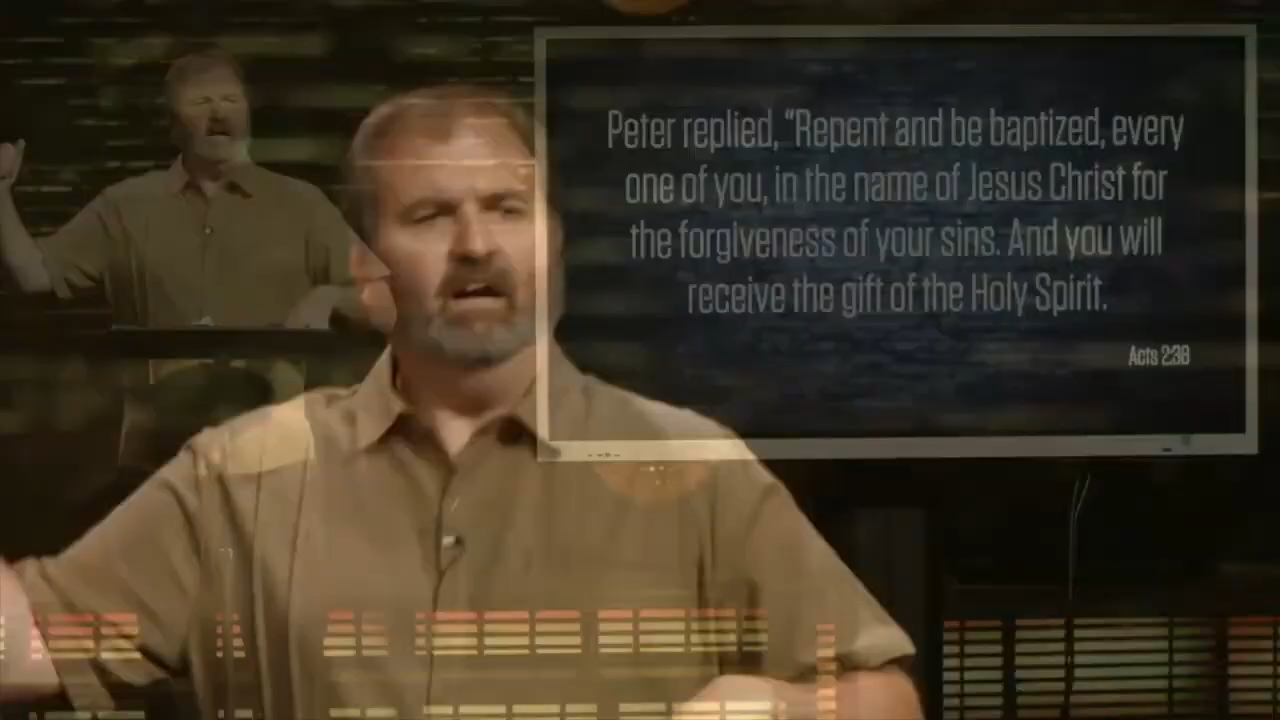 Peter replied, “Repent and be baptized, every
one of you, in the name of Jesus Christ for
the forgiveness of your sins. And you will
receive the gift of the Holy Spirit.
Acts 2:38